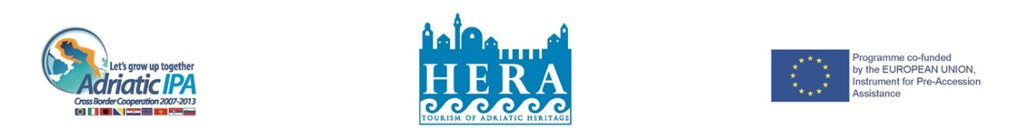 Let's grow up together
Adriatic IPA
Cross Border Cooperation 2007-2013
HERA
TOURISM OF ADRIATIC HERITAGE
Programme co-funded
by the EUROPEAN UNION,
Instrument for Pre-Accession
Assistance